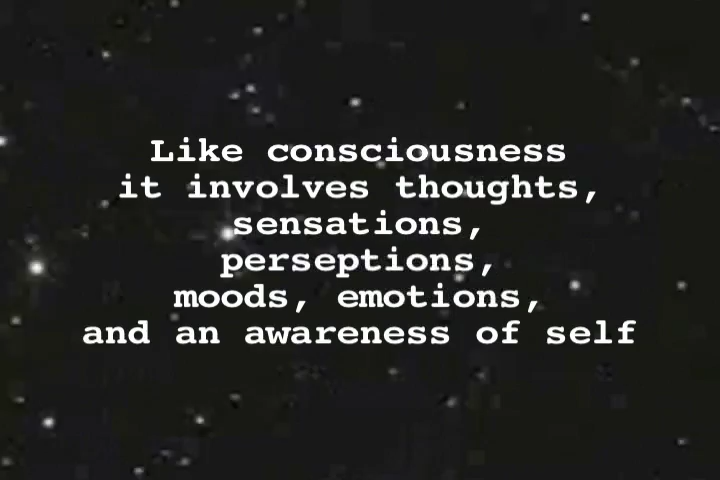 Like consciousness
it involves thoughts,
sensations,
perseptions,
moods, emotions,
and an awareness of self